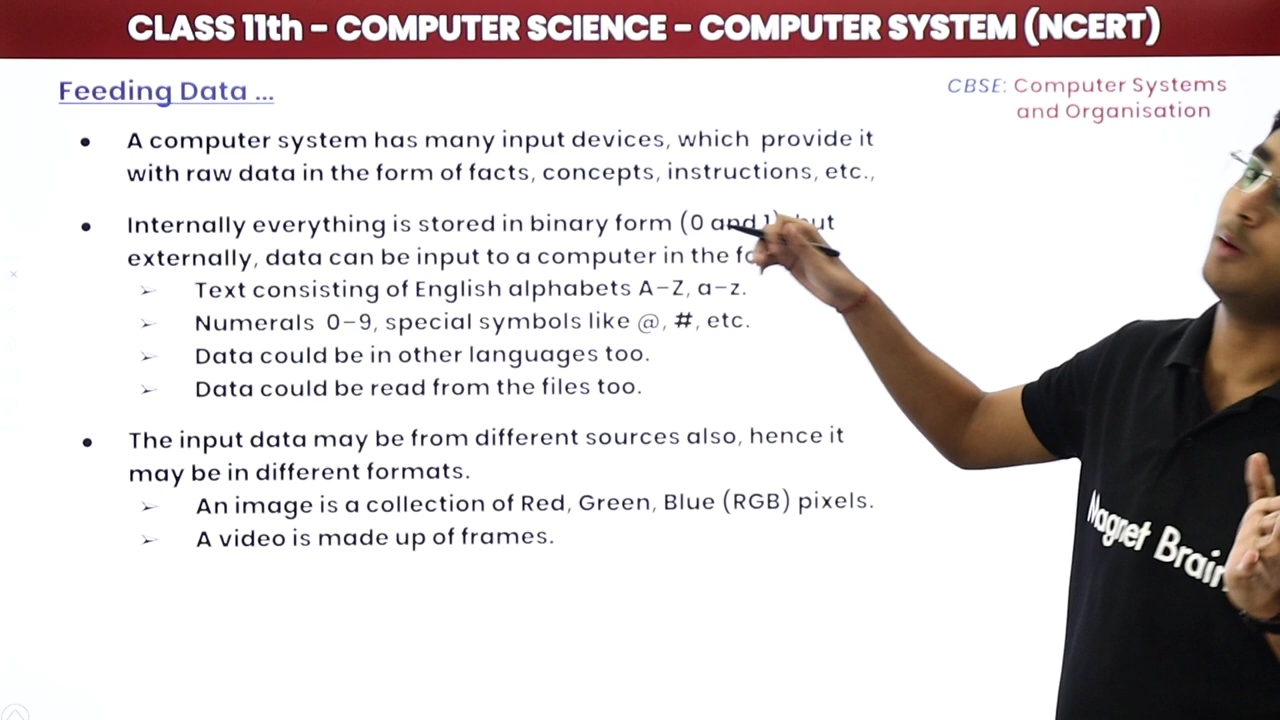 CLASS 11th - COMPUTER SCIENCE - COMPUTER SYSTEM (NCERT)
Feeding Data ...
CBSE: Computer Systems
and Organisation
• A computer system has many input devices, which provide it
with raw data in the form of facts, concepts, instructions, etc.,
• Internally everything is stored in binary form (0 and 1)
externally, data can be input to a computer in the
➢ Text consisting of English alphabets A-Z, a-z.
➢ Numerals 0-9, special symbols like @, #, etc.
➢ Data could be in other languages too.
➢ Data could be read from the files too.
• The input data may be from different sources also, hence it
may be in different formats.
➢ An image is a collection of Red, Green, Blue (RGB) pixels.
➢ A video is made up of frames.
Magnet Brain